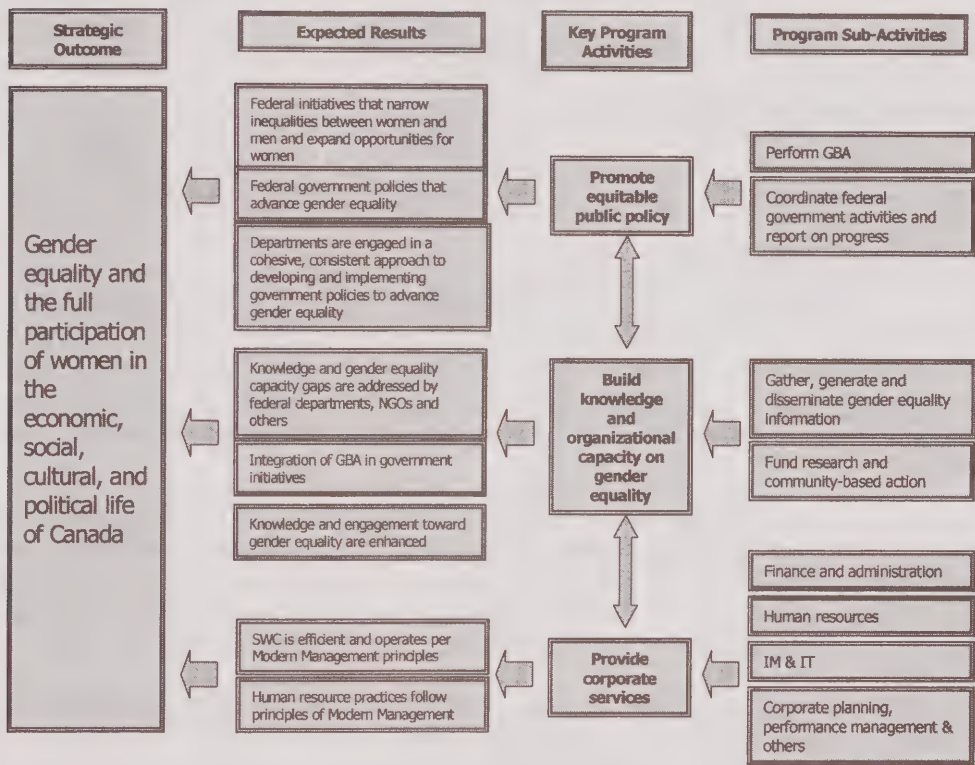 Strategic
Outcome
Expected Results
Key Program
Activities
Program Sub-Activities
Gender
equality and
the full
participation
of women in
the
economic,
social,
cultural, and
political life
of Canada
Federal initiatives that narrow
inequalities between women and
men and expand opportunities for
women
Federal government policies that
advance gender equality
Departments are engaged in a
cohesive, consistent approach to
developing and implementing
government policies to advance
gender equality
Promote
equitable
public policy
Perform GBA
Coordinate federal
government activities and
report on progress
Knowledge and gender equality
capacity gaps are addressed by
federal departments, NGOs and
others
Integration of GBA in government
initiatives
Knowledge and engagement toward
gender equality are enhanced
Build
knowledge
and
organizational
capacity on
gender
equality
Gather, generate and
disseminate gender equality
information
Fund research and
community-based action
SWC is efficient and operates per
Modern Management principles
Human resource practices follow
principles of Modern Management
Provide
corporate
services
Finance and administration
Human resources
IM & IT
Corporate planning,
performance management &
others